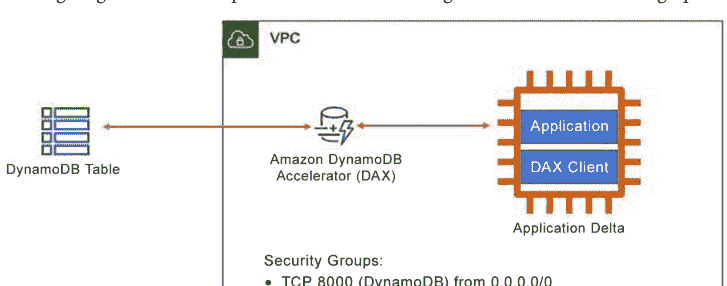 VPC
Application
DAX Client
DynamoDB Table
Amazon DynamoDB
Accelerator (DAX)
Application Delta
Security Groups:
• TCP 8000 (DynamoDB) from 0.0.0.0/0